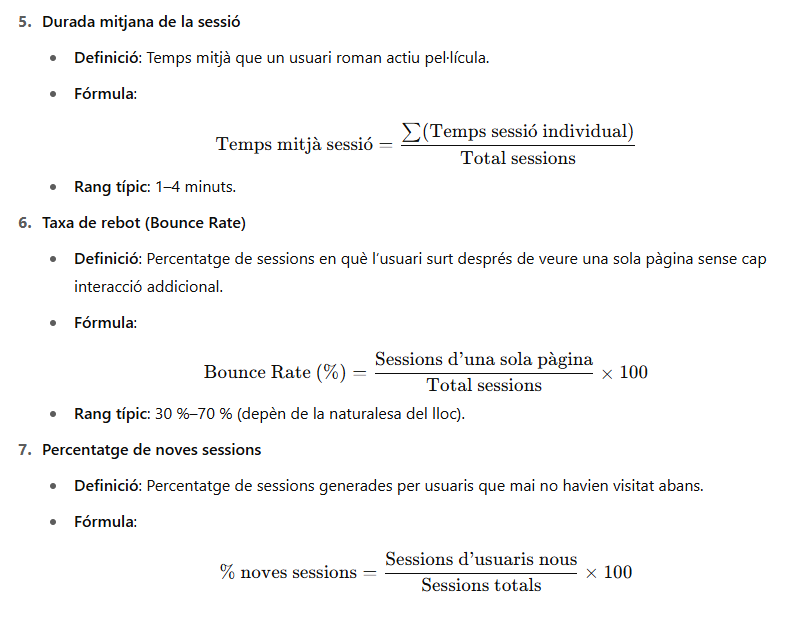 5. Durada mitjana de la sessió
• Definició: Temps mitjà que un usuari roman actiu pel·lícula.
• Fórmula:
Temps mitjà sessió = ∑(Temps sessió individual) / Total sessions
• Rang típic: 1–4 minuts.
6. Taxa de rebot (Bounce Rate)
• Definició: Percentatge de sessions en què l’usuari surt després de veure una sola pàgina sense cap
interacció addicional.
• Fórmula:
Bounce Rate (%) = Sessions d’una sola pàgina / Total sessions × 100
• Rang típic: 30 %–70 % (depèn de la naturalesa del lloc).
7. Percentatge de noves sessions
• Definició: Percentatge de sessions generades per usuaris que mai no havien visitat abans.
• Fórmula:
% noves sessions = Sessions d’usuaris nous / Sessions totals × 100